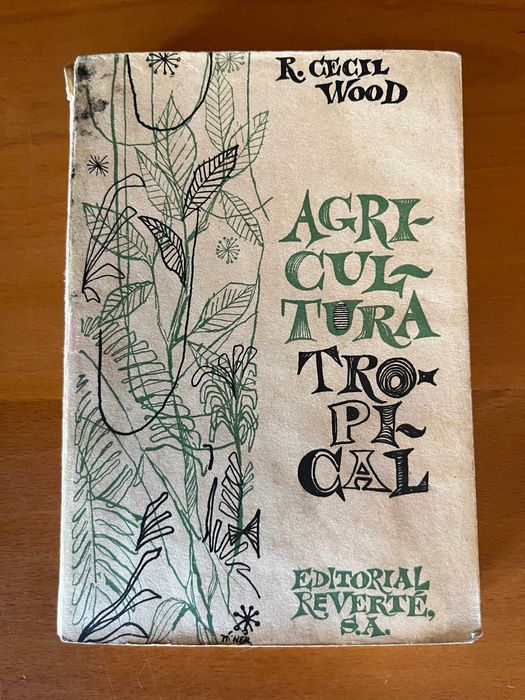 R. CECIL
WOOD
AGRI-
CUL-
TURA
TRO-
PI-
CAL
EDITORIAL
REVERTÉ,
S.A.